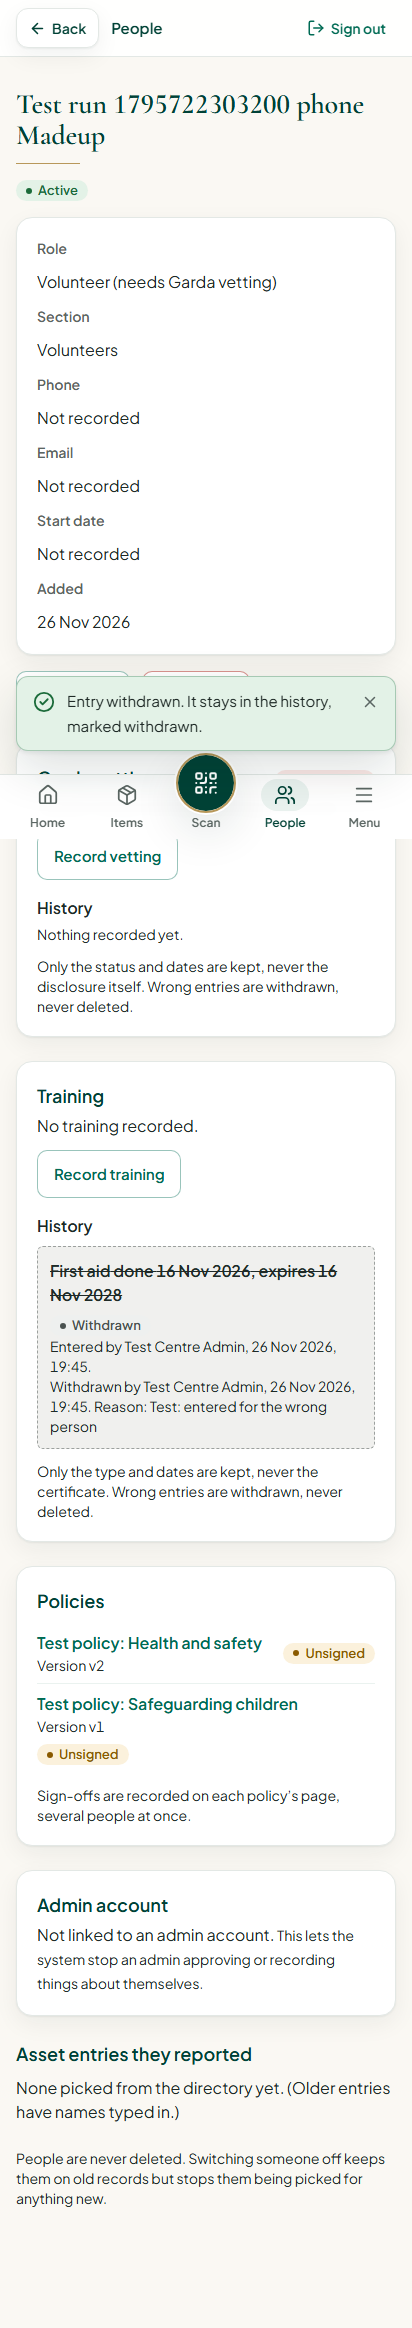 Back
People
Sign out
Test run 1795722303200 phone
Madeup
Active
Role
Volunteer (needs Garda vetting)
Section
Volunteers
Phone
Not recorded
Email
Not recorded
Start date
Not recorded
Added
26 Nov 2026
Entry withdrawn. It stays in the history,
marked withdrawn.
Home
Items
Scan
People
Menu
Record vetting
History
Nothing recorded yet.
Only the status and dates are kept, never the
disclosure itself. Wrong entries are withdrawn,
never deleted.
Training
No training recorded.
Record training
History
First aid done 16 Nov 2026, expires 16
Nov 2028
Withdrawn
Entered by Test Centre Admin, 26 Nov 2026,
19:45.
Withdrawn by Test Centre Admin, 26 Nov 2026,
19:45. Reason: Test: entered for the wrong
person
Only the type and dates are kept, never the
certificate. Wrong entries are withdrawn, never
deleted.
Policies
Test policy: Health and safety
Version v2
Unsigned
Test policy: Safeguarding children
Version v1
Unsigned
Sign-offs are recorded on each policy's page,
several people at once.
Admin account
Not linked to an admin account. This lets the
system stop an admin approving or recording
things about themselves.
Asset entries they reported
None picked from the directory yet. (Older entries
have names typed in.)
People are never deleted. Switching someone off keeps
them on old records but stops them being picked for
anything new.